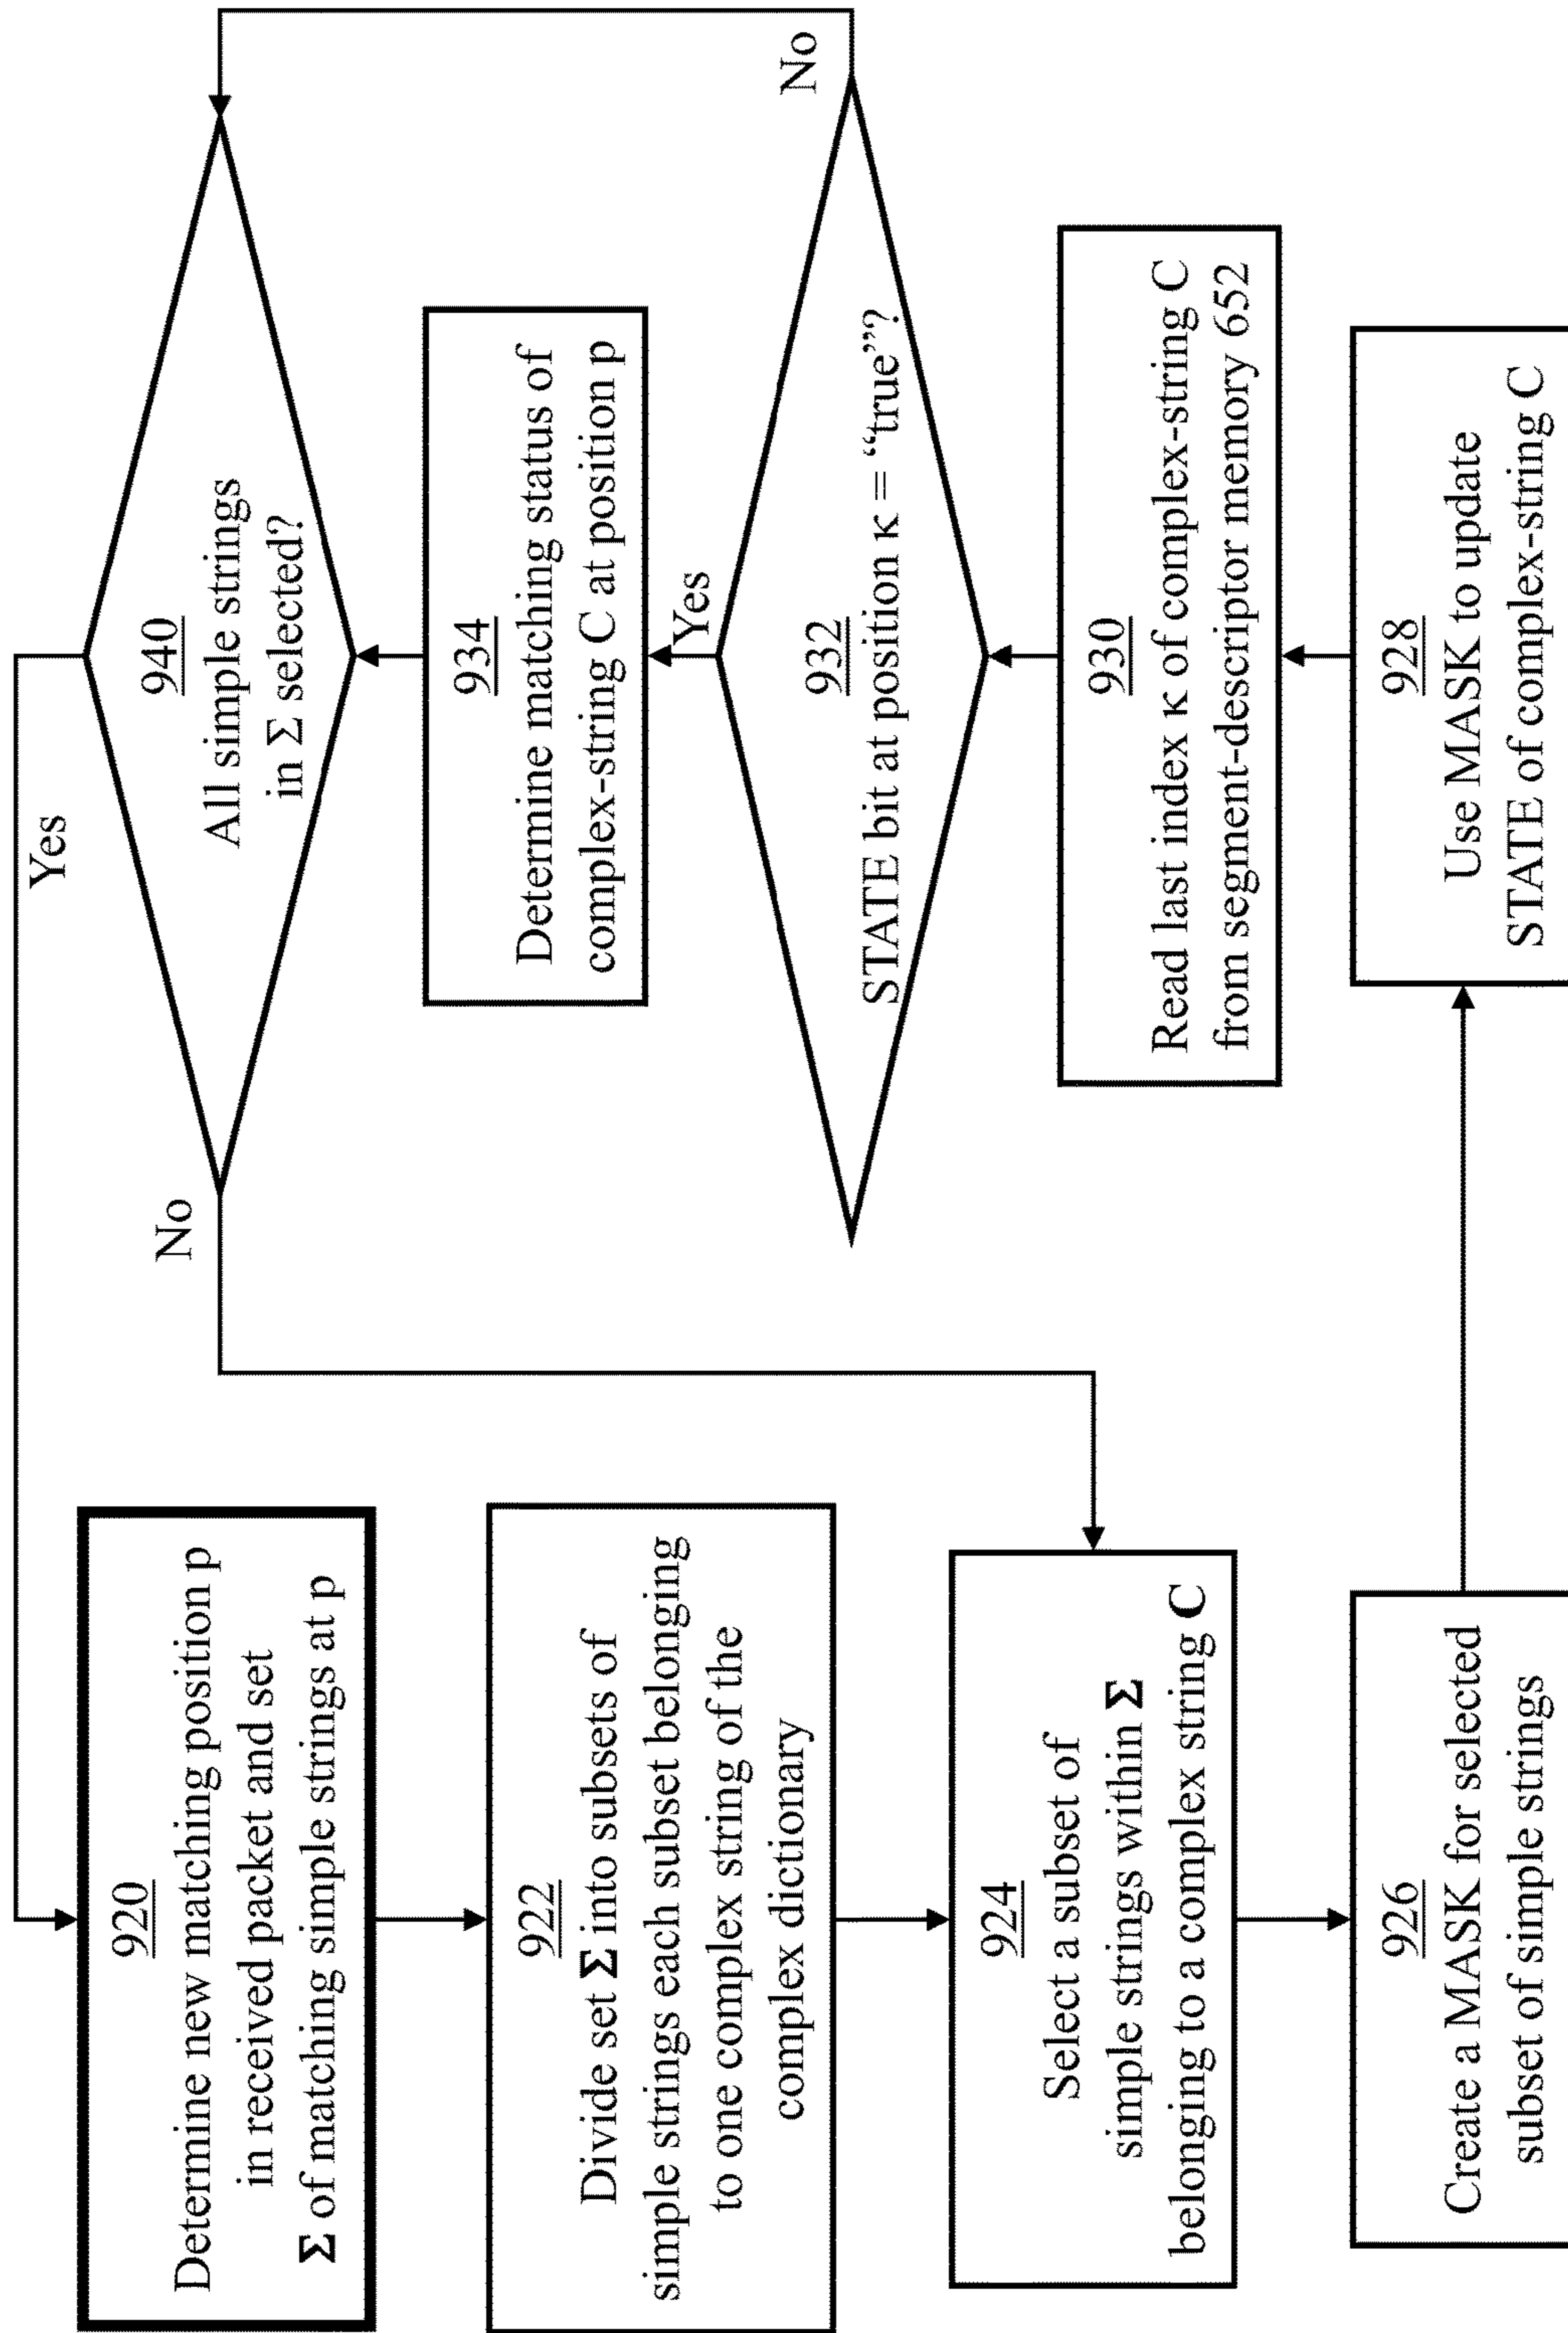 920
Determine new matching position p
in received packet and set
Σ of matching simple strings at p
922
Divide set Σ into subsets of
simple strings each subset belonging
to one complex string of the
complex dictionary
924
Select a subset of
simple strings within Σ
belonging to a complex string C
926
Create a MASK for selected
subset of simple strings
928
Use MASK to update
STATE of complex-string C
930
Read last index κ of complex-string C
from segment-descriptor memory 652
932
STATE bit at position κ = “true”?
Yes
No
934
Determine matching status of
complex-string C at position p
940
All simple strings
in Σ selected?
Yes
No